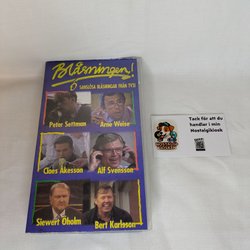 Blåsningen!
6 SANSLÖSA BLÅSNINGAR FRÅN TV3!
Peter Settman
Arne Weise
Claes Åkesson
Alf Svensson
Siewert Öholm
Bert Karlsson
Tack för att du
handlar i min
Nostalgikiosk